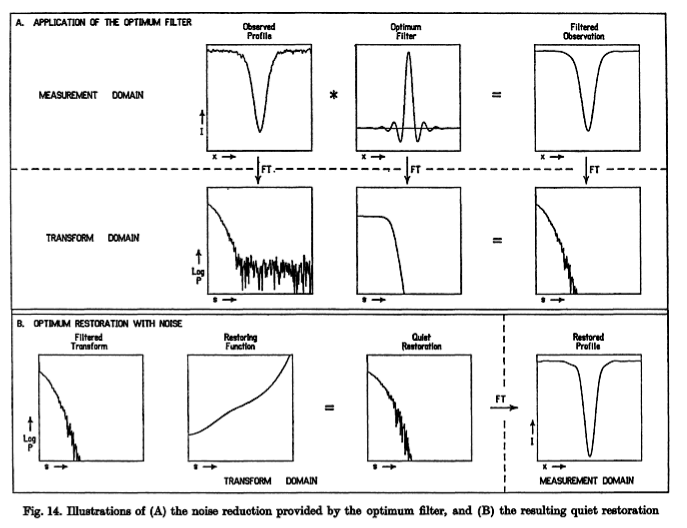 A. APPLICATION OF THE OPTIMUM FILTER
Observed Profile
Optimum Filter
Filtered Observation
MEASUREMENT DOMAIN
*
=
I
x
x
x
FT.
FT
FT
TRANSFORM DOMAIN
=
Log P
s
s
s
B. OPTIMUM RESTORATION WITH NOISE
Filtered Transform
Restoring Function
Quiet Restoration
Restored Profile
=
FT
Log P
I
s
s
s
x
TRANSFORM DOMAIN
MEASUREMENT DOMAIN
Fig. 14. Illustrations of (A) the noise reduction provided by the optimum filter, and (B) the resulting quiet restoration